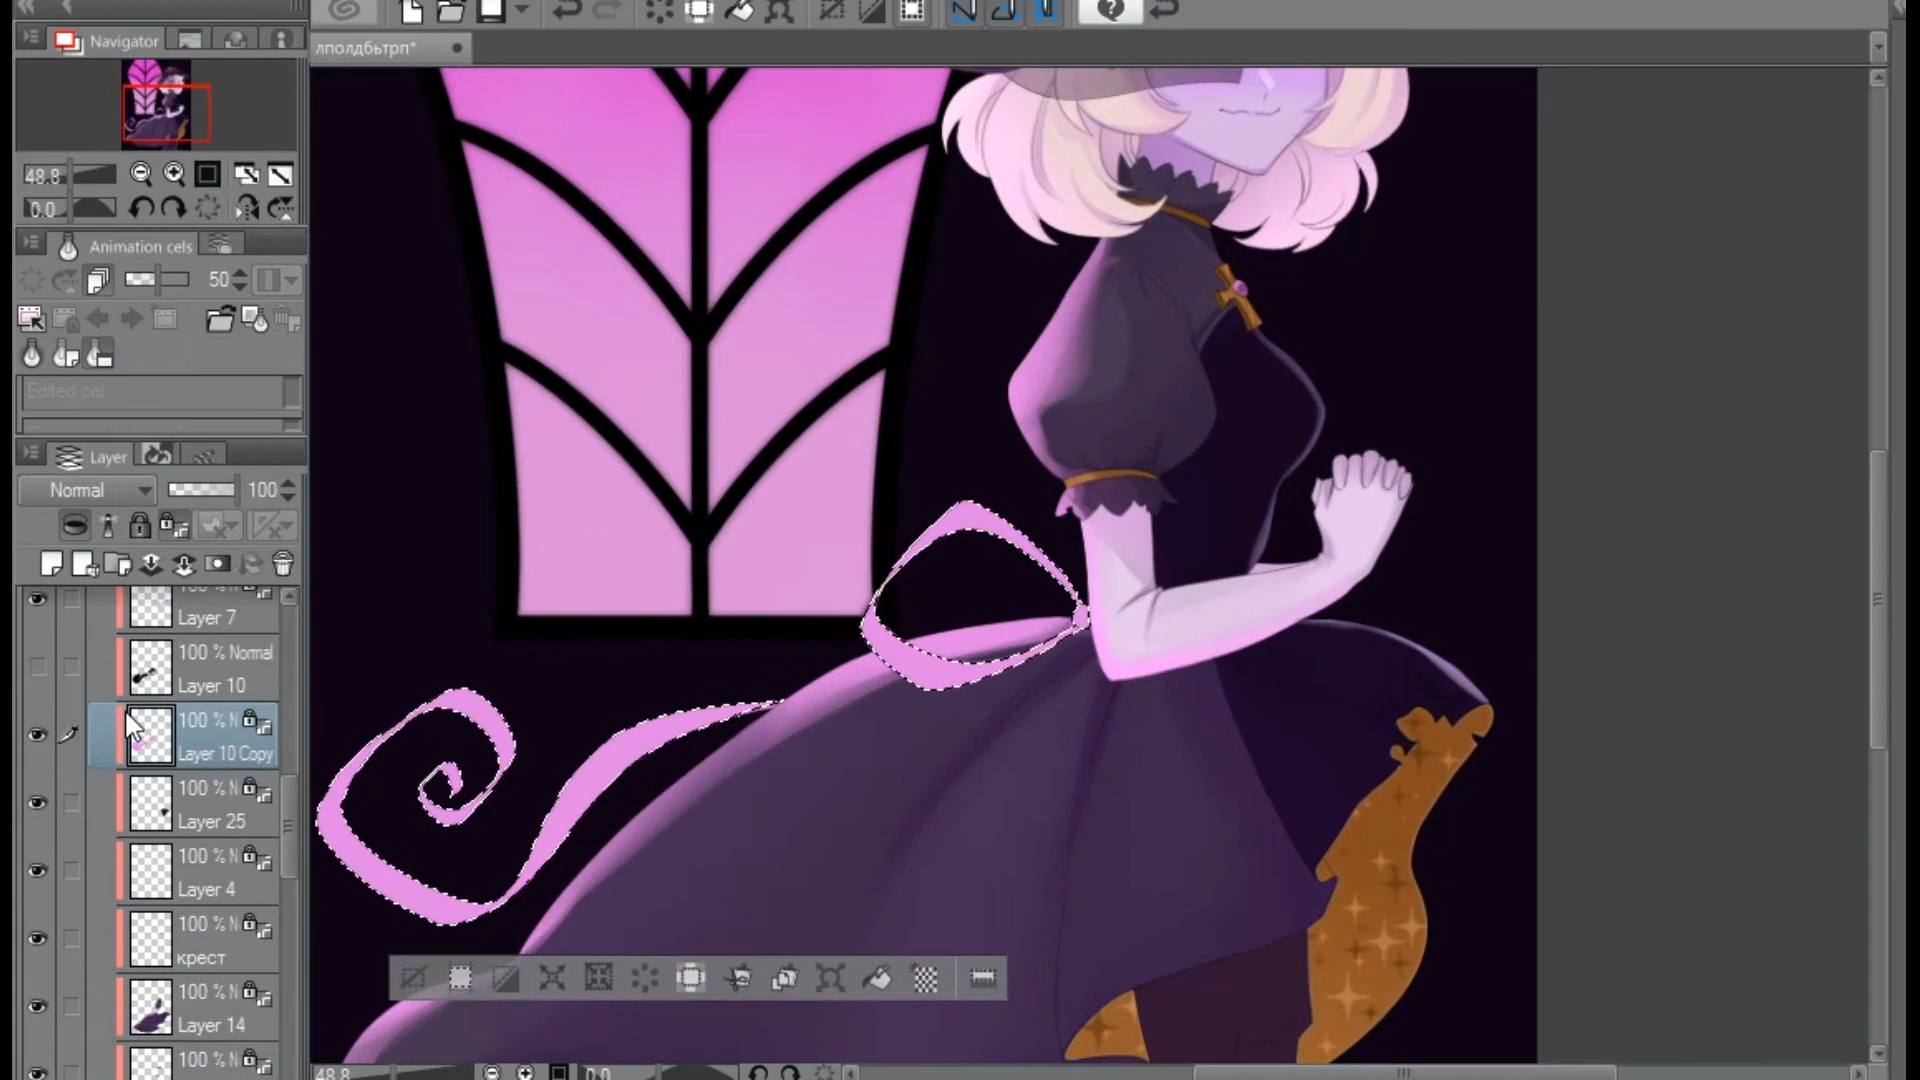 Navigator
лполдбьтрп*
48.8
0.0
Animation cels
50
Edited cel
Layer
Normal
100
Layer 7
100 % Normal
Layer 10
100 % N
Layer 10 Copy
100 % N
Layer 25
100 % N
Layer 4
100 % N
крест
100 % N
Layer 14
100 % N
48.8
0.0